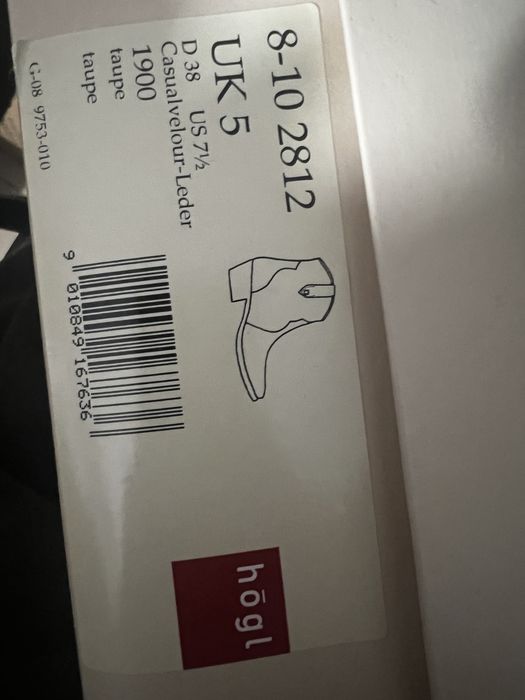 8-10 2812
UK 5
D 38 US 7½
Casualvelour-Leder
1900
taupe
taupe
G-08 9753-010
9 010849 167636
högl